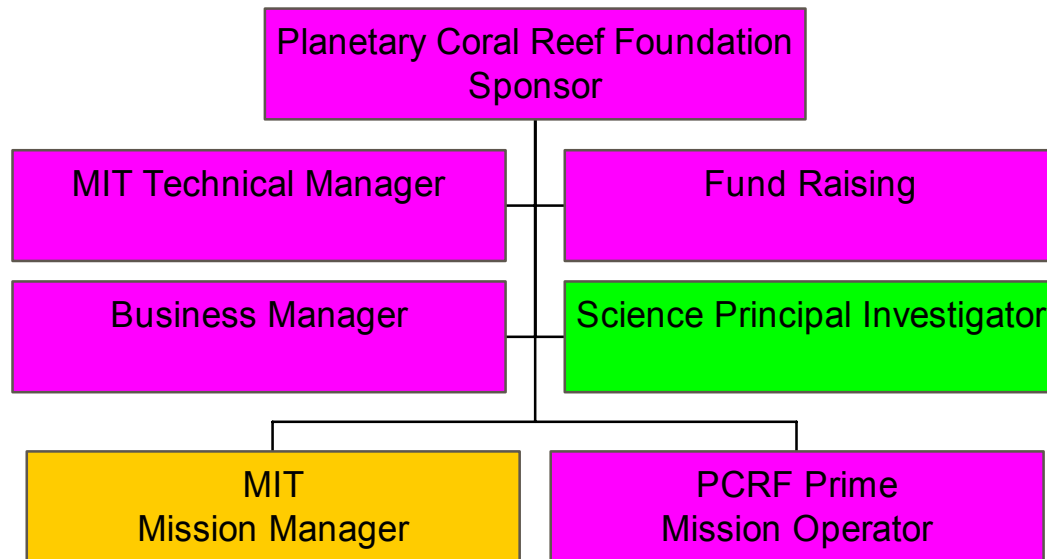 Planetary Coral Reef Foundation
Sponsor
MIT Technical Manager
Fund Raising
Business Manager
Science Principal Investigator
MIT
Mission Manager
PCRF Prime
Mission Operator